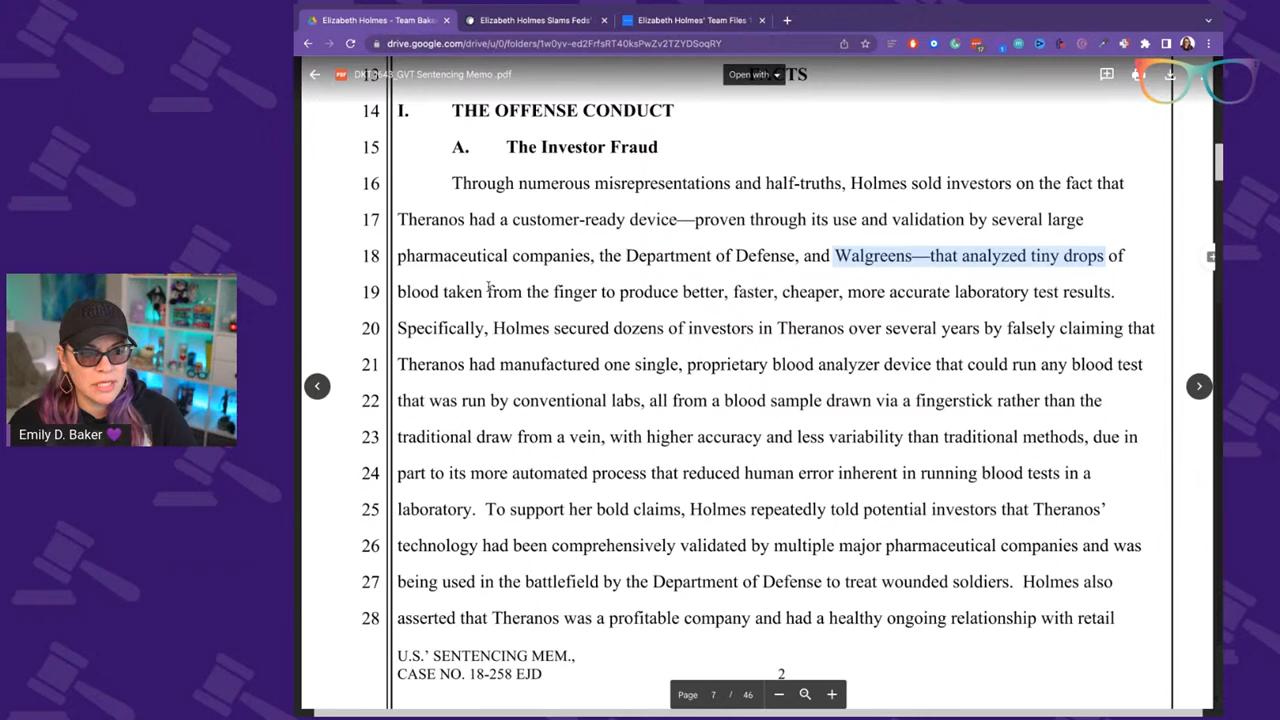 Elizabeth Holmes - Team Bake
Elizabeth Holmes Slams Feds'
Elizabeth Holmes' Team Files
drive.google.com/drive/u/0/folders/1w0yv-ed2FrfsRT40ksPwZv2TZYDSoqRY
643_GVT Sentencing Memo .pdf
Open with
14 I. THE OFFENSE CONDUCT
15 A. The Investor Fraud
16 Through numerous misrepresentations and half-truths, Holmes sold investors on the fact that
17 Theranos had a customer-ready device—proven through its use and validation by several large
18 pharmaceutical companies, the Department of Defense, and Walgreens—that analyzed tiny drops of
19 blood taken from the finger to produce better, faster, cheaper, more accurate laboratory test results.
20 Specifically, Holmes secured dozens of investors in Theranos over several years by falsely claiming that
21 Theranos had manufactured one single, proprietary blood analyzer device that could run any blood test
22 that was run by conventional labs, all from a blood sample drawn via a fingerstick rather than the
23 traditional draw from a vein, with higher accuracy and less variability than traditional methods, due in
24 part to its more automated process that reduced human error inherent in running blood tests in a
25 laboratory. To support her bold claims, Holmes repeatedly told potential investors that Theranos'
26 technology had been comprehensively validated by multiple major pharmaceutical companies and was
27 being used in the battlefield by the Department of Defense to treat wounded soldiers. Holmes also
28 asserted that Theranos was a profitable company and had a healthy ongoing relationship with retail
U.S.' SENTENCING MEM.,
CASE NO. 18-258 EJD 2
Page 7 / 46
Emily D. Baker 💜